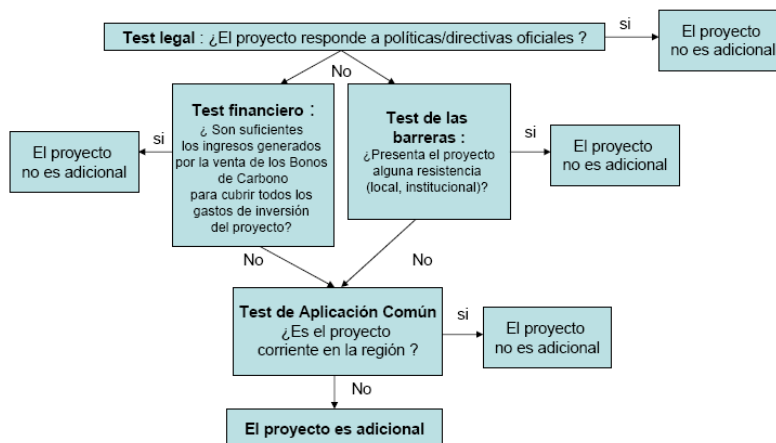 Test legal : ¿El proyecto responde a políticas/directivas oficiales ?
si
El proyecto
no es adicional
No
Test financiero :
¿ Son suficientes
los ingresos generados
por la venta de los Bonos
de Carbono
para cubrir todos los
gastos de inversión
del proyecto?
si
El proyecto
no es adicional
Test de las
barreras :
¿Presenta el proyecto
alguna resistencia
(local, institucional)?
si
El proyecto
no es adicional
No
No
Test de Aplicación Común
¿Es el proyecto
corriente en la región ?
si
El proyecto
no es adicional
No
El proyecto es adicional